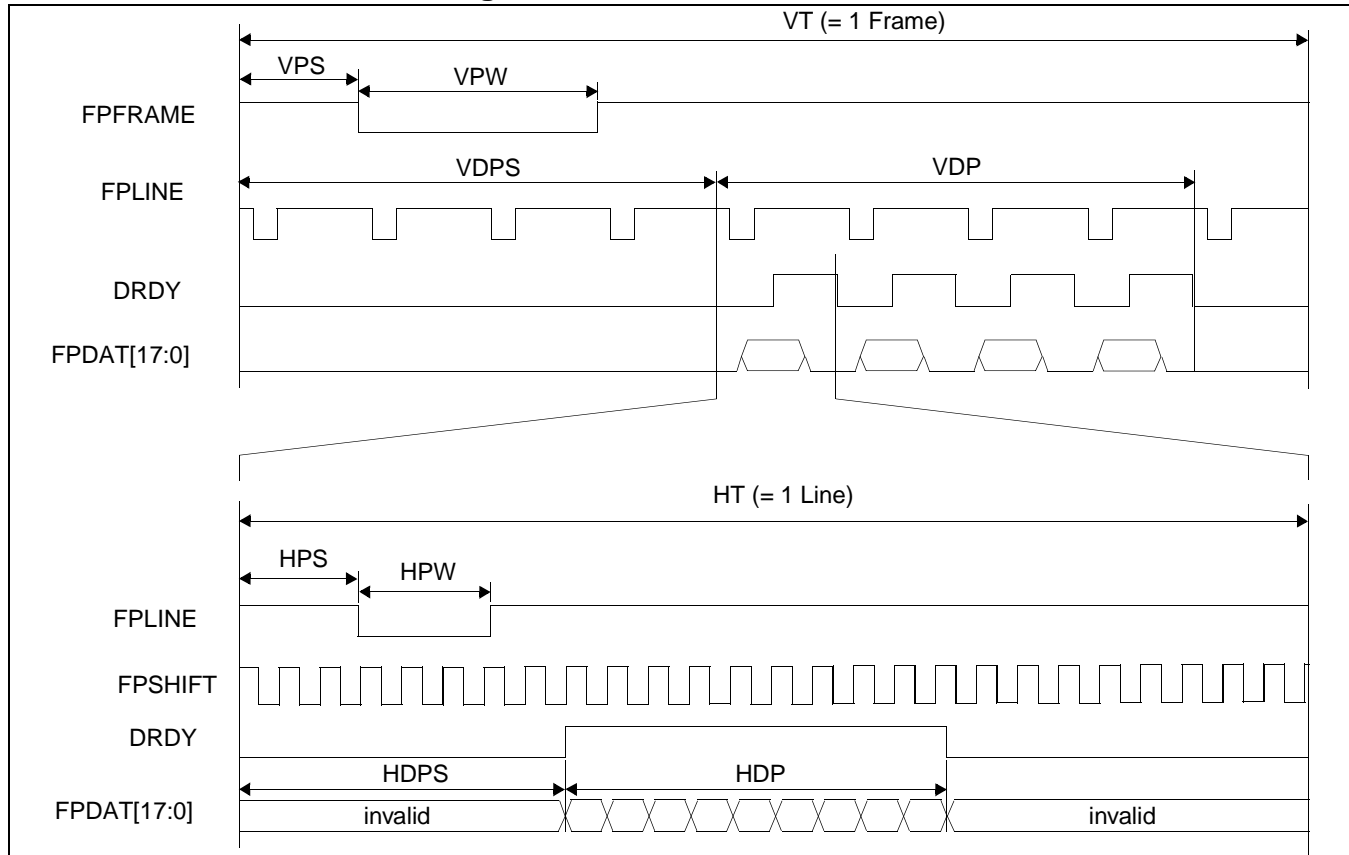 VT (= 1 Frame)
VPS
VPW
FPFRAME
VDPS
VDP
FPLINE
DRDY
FPDAT[17:0]
HT (= 1 Line)
HPS
HPW
FPLINE
FPSHIFT
DRDY
HDPS
HDP
FPDAT[17:0]
invalid
invalid